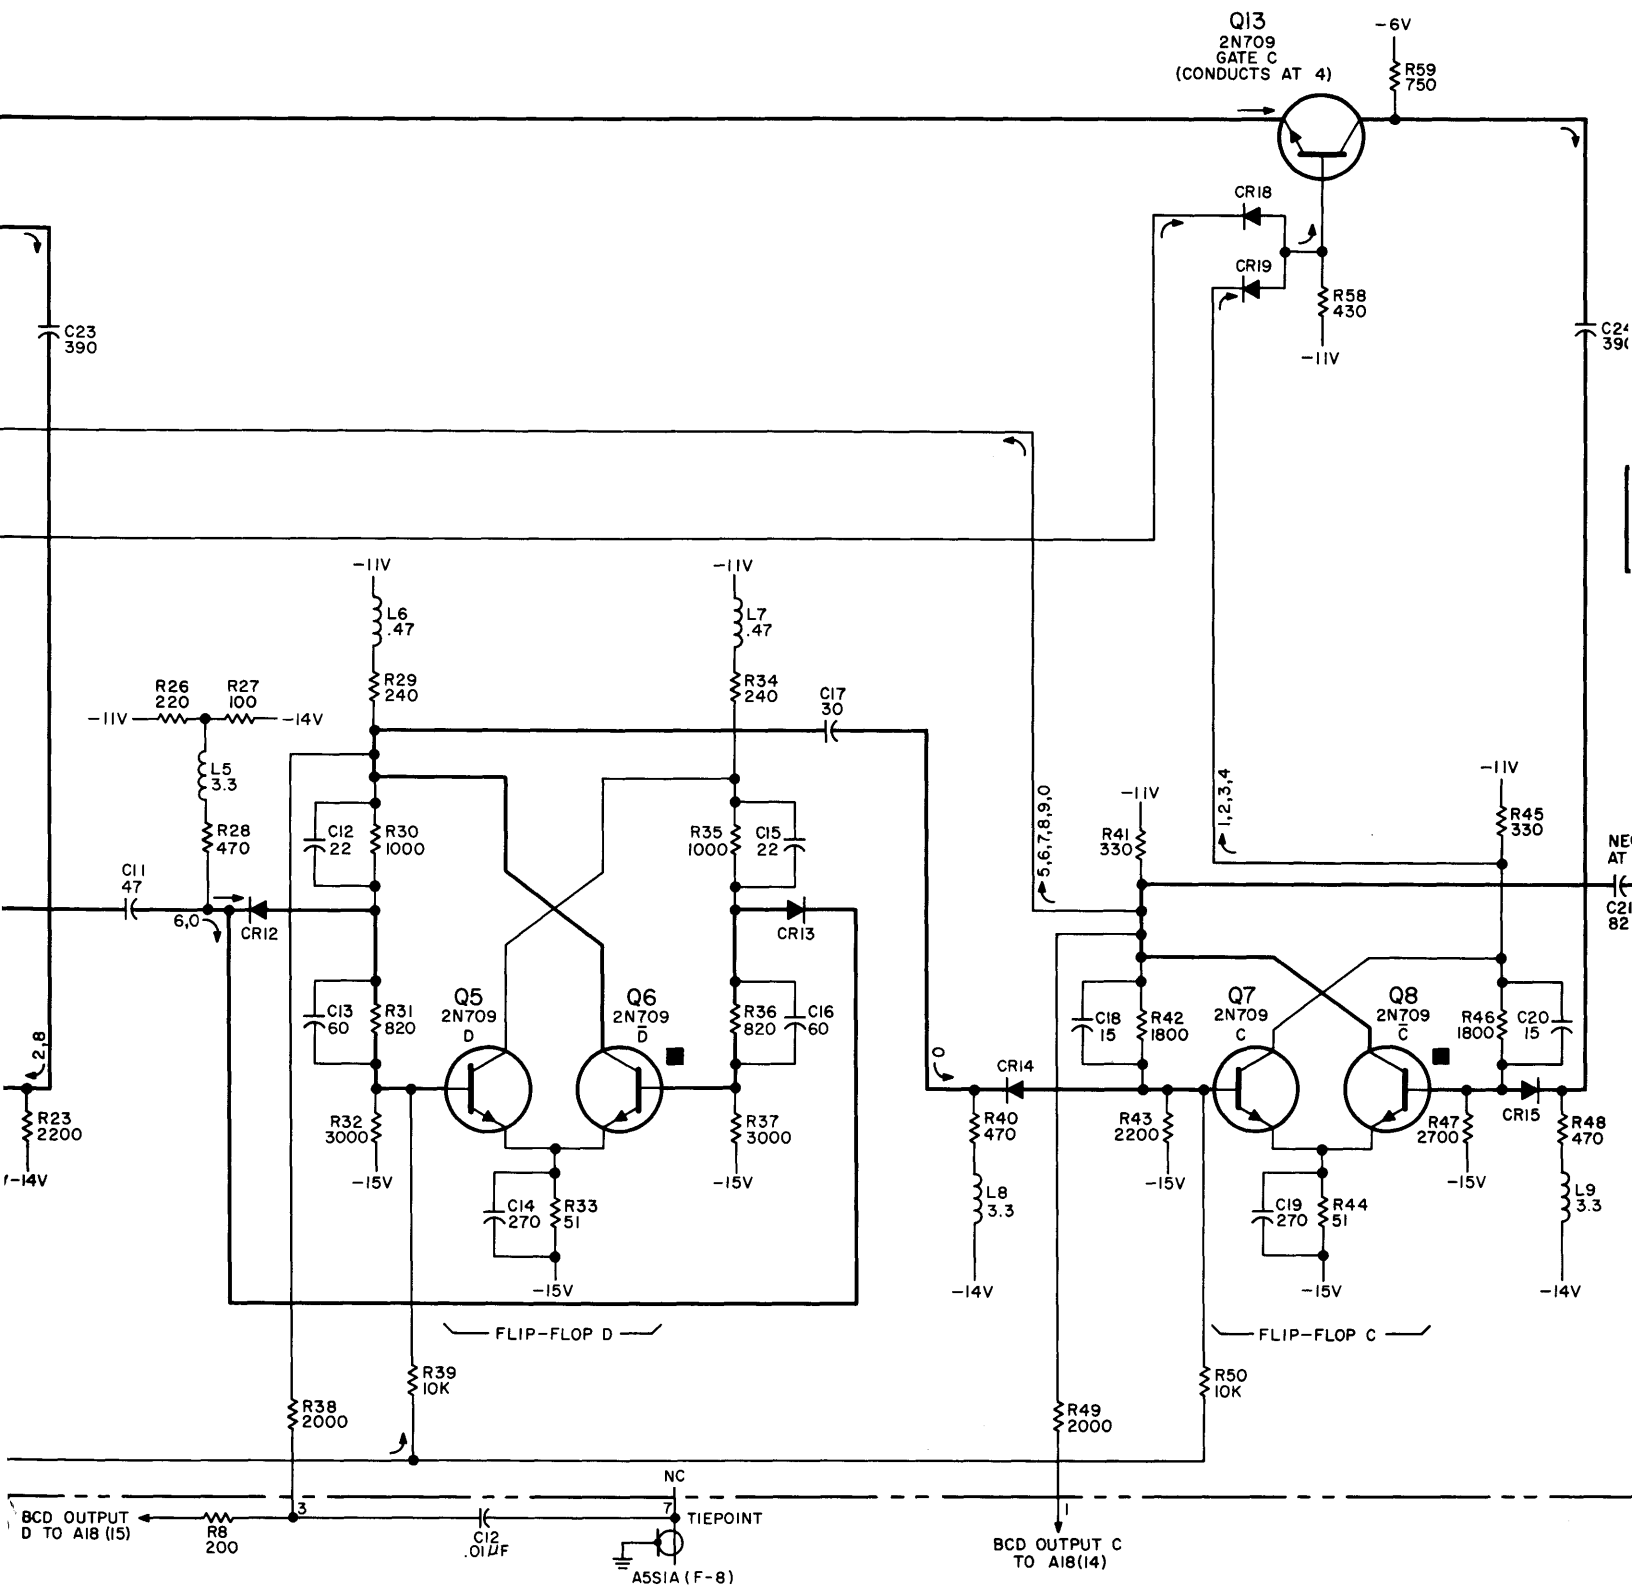 Q13
2N709
GATE C
(CONDUCTS AT 4)
-6V
R59
750
CR18
CR19
R58
430
-11V
C23
390
-11V
L6
.47
R29
240
-11V
L7
.47
R34
240
C17
30
R26
220
R27
100
-11V
-14V
L5
3.3
R28
470
C11
47
6,0
CR12
C12
22
R30
1000
R35
1000
C15
22
CR13
C13
60
R31
820
Q5
2N709
D
Q6
2N709
D̅
R36
820
C16
60
2,8
R23
2200
-14V
R32
3000
-15V
R37
3000
-15V
C14
270
R33
51
-15V
FLIP-FLOP D
5,6,7,8,9,0
1,2,3,4
-11V
R41
330
-11V
R45
330
AT
C21
82
C18
15
R42
1800
Q7
2N709
C
Q8
2N709
C̅
R46
1800
C20
15
0
CR14
CR15
R40
470
R43
2200
-15V
R47
2700
-15V
R48
470
L8
3.3
-14V
C19
270
R44
51
-15V
L9
3.3
-14V
FLIP-FLOP C
R39
10K
R50
10K
R38
2000
R49
2000
NC
3
7
1
BCD OUTPUT
D TO A18 (15)
R8
200
C12
.01µF
TIEPOINT
A5S1A (F-8)
BCD OUTPUT C
TO A18(14)